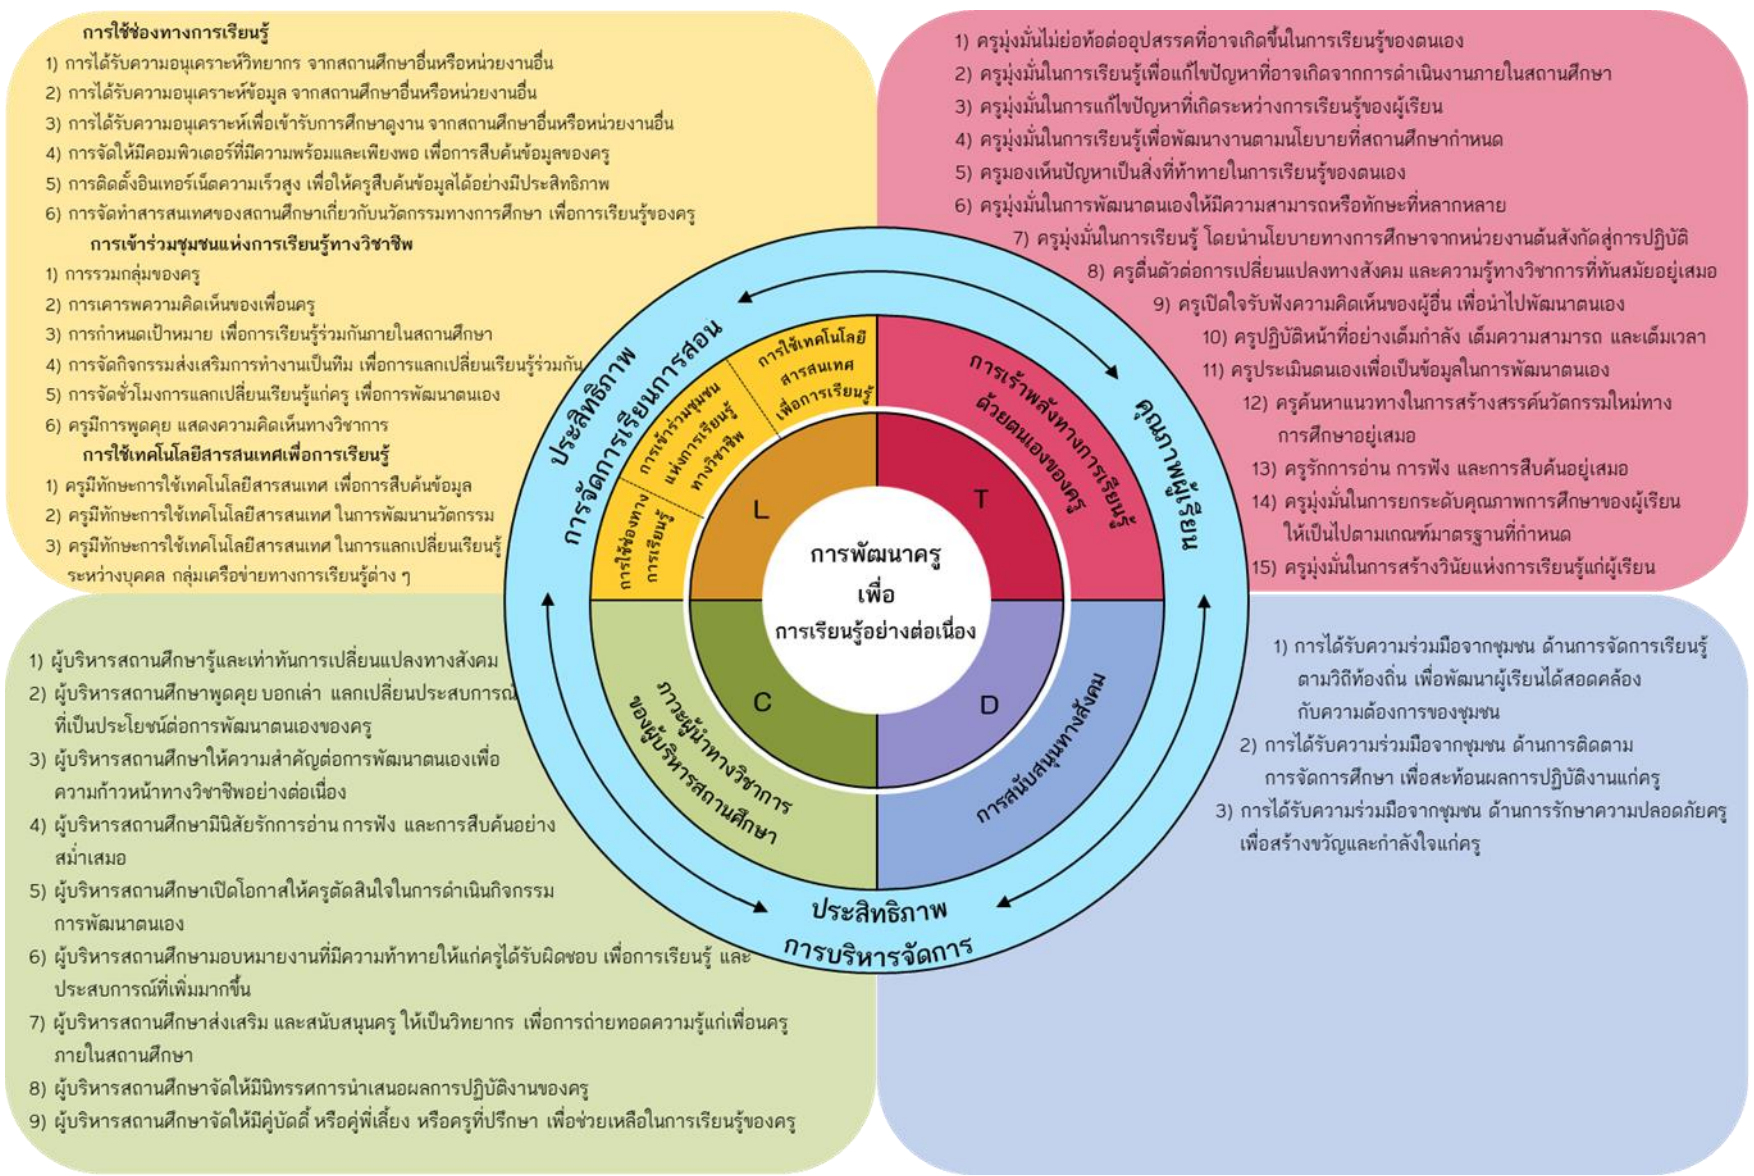 การใช้ช่องทางการเรียนรู้
1) การได้รับความอนุเคราะห์วิทยากร จากสถานศึกษาอื่นหรือหน่วยงานอื่น
2) การได้รับความอนุเคราะห์ข้อมูล จากสถานศึกษาอื่นหรือหน่วยงานอื่น
3) การได้รับความอนุเคราะห์เพื่อเข้ารับการศึกษาดูงาน จากสถานศึกษาอื่นหรือหน่วยงานอื่น
4) การจัดให้มีคอมพิวเตอร์ที่มีความพร้อมและเพียงพอ เพื่อการสืบค้นข้อมูลของครู
5) การติดตั้งอินเทอร์เน็ตความเร็วสูง เพื่อให้ครูสืบค้นข้อมูลได้อย่างมีประสิทธิภาพ
6) การจัดทำสารสนเทศของสถานศึกษาเกี่ยวกับนวัตกรรมทางการศึกษา เพื่อการเรียนรู้ของครู
การเข้าร่วมชุมชนแห่งการเรียนรู้ทางวิชาชีพ
1) การรวมกลุ่มของครู
2) การเคารพความคิดเห็นของเพื่อนครู
3) การกำหนดเป้าหมาย เพื่อการเรียนรู้ร่วมกันภายในสถานศึกษา
4) การจัดกิจกรรมส่งเสริมการทำงานเป็นทีม เพื่อการแลกเปลี่ยนเรียนรู้ร่วมกัน
5) การจัดชั่วโมงการแลกเปลี่ยนเรียนรู้แก่ครู เพื่อการพัฒนาตนเอง
6) ครูมีการพูดคุย แสดงความคิดเห็นทางวิชาการ
การใช้เทคโนโลยีสารสนเทศเพื่อการเรียนรู้
1) ครูมีทักษะการใช้เทคโนโลยีสารสนเทศ เพื่อการสืบค้นข้อมูล
2) ครูมีทักษะการใช้เทคโนโลยีสารสนเทศ ในการพัฒนานวัตกรรม
3) ครูมีทักษะการใช้เทคโนโลยีสารสนเทศ ในการแลกเปลี่ยนเรียนรู้
ระหว่างบุคคล กลุ่มเครือข่ายทางการเรียนรู้ต่าง ๆ
1) ครูมุ่งมั่นไม่ย่อท้อต่ออุปสรรคที่อาจเกิดขึ้นในการเรียนรู้ของตนเอง
2) ครูมุ่งมั่นในการเรียนรู้เพื่อแก้ไขปัญหาที่อาจเกิดจากการดำเนินงานภายในสถานศึกษา
3) ครูมุ่งมั่นในการแก้ไขปัญหาที่เกิดระหว่างการเรียนรู้ของผู้เรียน
4) ครูมุ่งมั่นในการเรียนรู้เพื่อพัฒนางานตามนโยบายที่สถานศึกษากำหนด
5) ครูมองเห็นปัญหาเป็นสิ่งที่ท้าทายในการเรียนรู้ของตนเอง
6) ครูมุ่งมั่นในการพัฒนาตนเองให้มีความสามารถหรือทักษะที่หลากหลาย
7) ครูมุ่งมั่นในการเรียนรู้ โดยนำนโยบายทางการศึกษาจากหน่วยงานต้นสังกัดสู่การปฏิบัติ
8) ครูตื่นตัวต่อการเปลี่ยนแปลงทางสังคม และความรู้ทางวิชาการที่ทันสมัยอยู่เสมอ
9) ครูเปิดใจรับฟังความคิดเห็นของผู้อื่น เพื่อนำไปพัฒนาตนเอง
10) ครูปฏิบัติหน้าที่อย่างเต็มกำลัง เต็มความสามารถ และเต็มเวลา
11) ครูประเมินตนเองเพื่อเป็นข้อมูลในการพัฒนาตนเอง
12) ครูค้นหาแนวทางในการสร้างสรรค์นวัตกรรมใหม่ทาง
การศึกษาอยู่เสมอ
13) ครูรักการอ่าน การฟัง และการสืบค้นอยู่เสมอ
14) ครูมุ่งมั่นในการยกระดับคุณภาพการศึกษาของผู้เรียน
ให้เป็นไปตามเกณฑ์มาตรฐานที่กำหนด
15) ครูมุ่งมั่นในการสร้างวินัยแห่งการเรียนรู้แก่ผู้เรียน
ประสิทธิภาพ
การจัดการเรียนการสอน
คุณภาพผู้เรียน
การใช้เทคโนโลยี
สารสนเทศ
เพื่อการเรียนรู้
การเข้าร่วมชุมชน
แห่งการเรียนรู้
ทางวิชาชีพ
การใช้ช่องทาง
การเรียนรู้
การเร้าพลังทางการเรียนรู้
ด้วยตนเองของครู
L
T
การพัฒนาครู
เพื่อ
การเรียนรู้อย่างต่อเนื่อง
C
D
ภาวะผู้นำทางวิชาการ
ของผู้บริหารสถานศึกษา
การสนับสนุนทางสังคม
ประสิทธิภาพ
การบริหารจัดการ
1) ผู้บริหารสถานศึกษารู้และเท่าทันการเปลี่ยนแปลงทางสังคม
2) ผู้บริหารสถานศึกษาพูดคุย บอกเล่า แลกเปลี่ยนประสบการณ์
ที่เป็นประโยชน์ต่อการพัฒนาตนเองของครู
3) ผู้บริหารสถานศึกษาให้ความสำคัญต่อการพัฒนาตนเองเพื่อ
ความก้าวหน้าทางวิชาชีพอย่างต่อเนื่อง
4) ผู้บริหารสถานศึกษามีนิสัยรักการอ่าน การฟัง และการสืบค้นอย่าง
สม่ำเสมอ
5) ผู้บริหารสถานศึกษาเปิดโอกาสให้ครูตัดสินใจในการดำเนินกิจกรรม
การพัฒนาตนเอง
6) ผู้บริหารสถานศึกษามอบหมายงานที่มีความท้าทายให้แก่ครูได้รับผิดชอบ เพื่อการเรียนรู้ และ
ประสบการณ์ที่เพิ่มมากขึ้น
7) ผู้บริหารสถานศึกษาส่งเสริม และสนับสนุนครู ให้เป็นวิทยากร เพื่อการถ่ายทอดความรู้แก่เพื่อนครู
ภายในสถานศึกษา
8) ผู้บริหารสถานศึกษาจัดให้มีนิทรรศการนำเสนอผลการปฏิบัติงานของครู
9) ผู้บริหารสถานศึกษาจัดให้มีคู่บัดดี้ หรือคู่พี่เลี้ยง หรือครูที่ปรึกษา เพื่อช่วยเหลือในการเรียนรู้ของครู
1) การได้รับความร่วมมือจากชุมชน ด้านการจัดการเรียนรู้
ตามวิถีท้องถิ่น เพื่อพัฒนาผู้เรียนได้สอดคล้อง
กับความต้องการของชุมชน
2) การได้รับความร่วมมือจากชุมชน ด้านการติดตาม
การจัดการศึกษา เพื่อสะท้อนผลการปฏิบัติงานแก่ครู
3) การได้รับความร่วมมือจากชุมชน ด้านการรักษาความปลอดภัยครู
เพื่อสร้างขวัญและกำลังใจแก่ครู